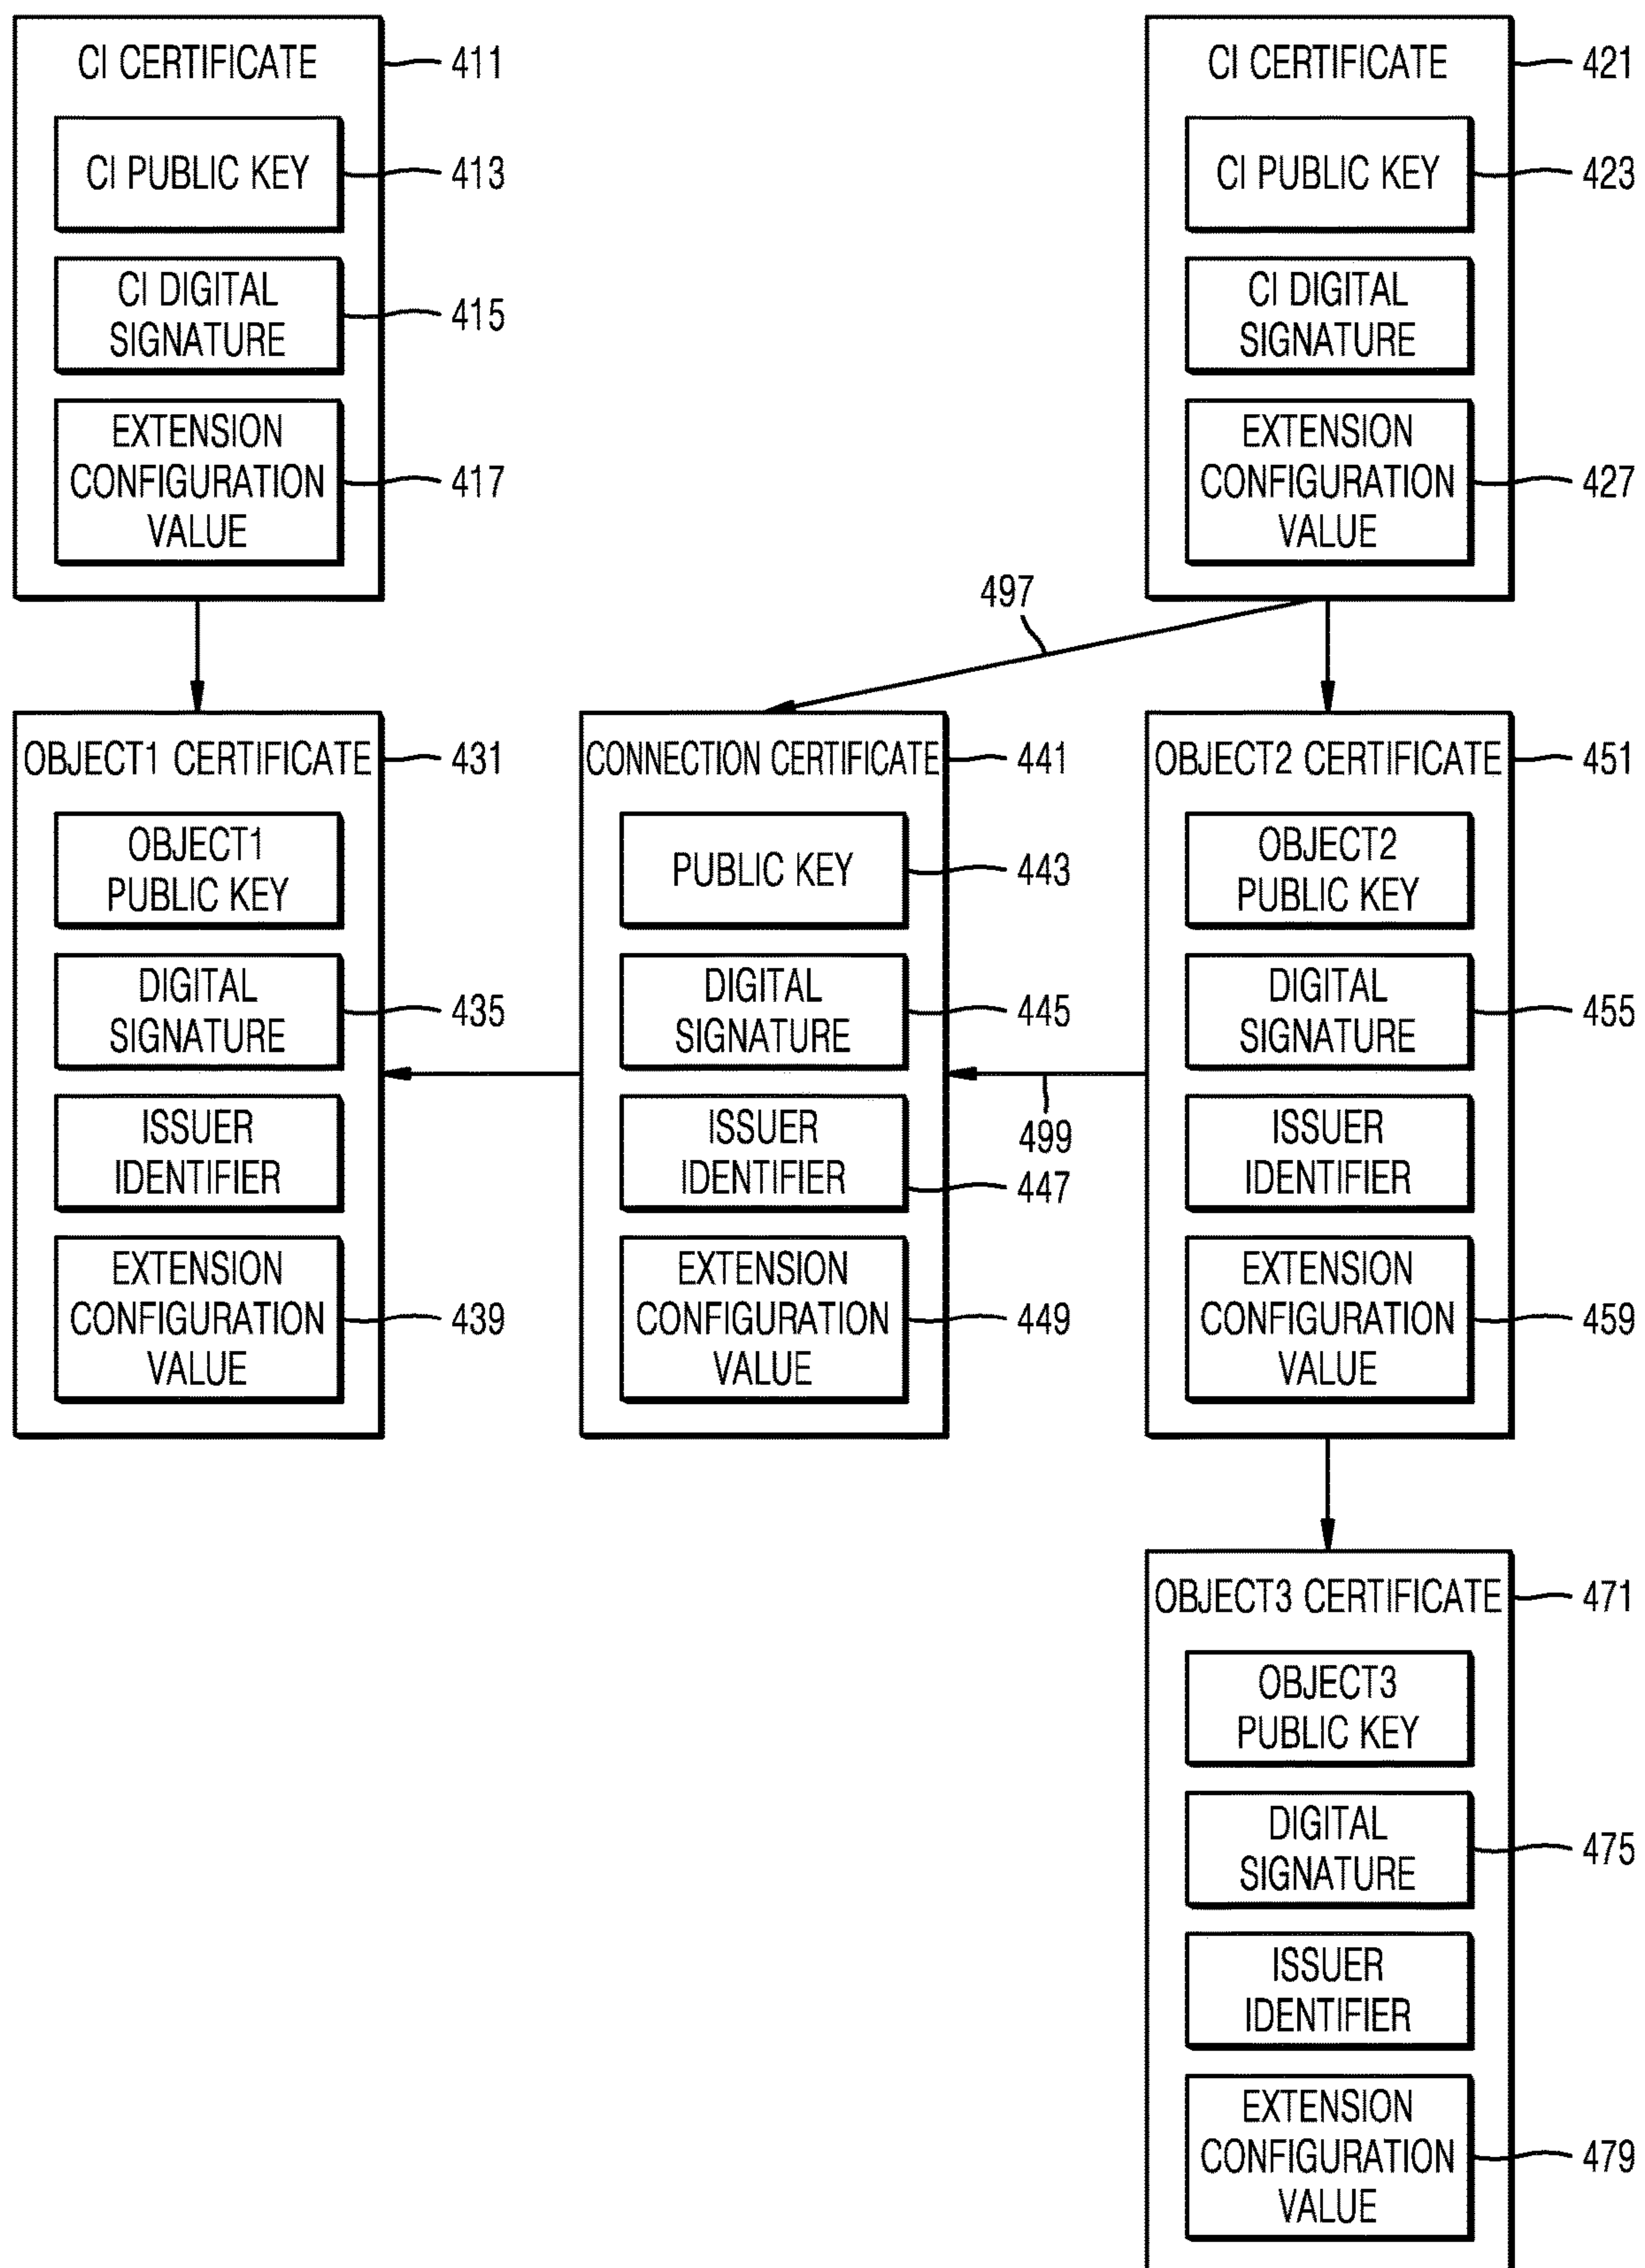 CI CERTIFICATE
411
CI PUBLIC KEY
413
CI DIGITAL
SIGNATURE
415
EXTENSION
CONFIGURATION
VALUE
417
CI CERTIFICATE
421
CI PUBLIC KEY
423
CI DIGITAL
SIGNATURE
EXTENSION
CONFIGURATION
VALUE
427
497
OBJECT1 CERTIFICATE
431
OBJECT1
PUBLIC KEY
DIGITAL
SIGNATURE
435
ISSUER
IDENTIFIER
EXTENSION
CONFIGURATION
VALUE
439
CONNECTION CERTIFICATE
441
PUBLIC KEY
443
DIGITAL
SIGNATURE
445
ISSUER
IDENTIFIER
447
EXTENSION
CONFIGURATION
VALUE
449
499
OBJECT2 CERTIFICATE
451
OBJECT2
PUBLIC KEY
DIGITAL
SIGNATURE
455
ISSUER
IDENTIFIER
EXTENSION
CONFIGURATION
VALUE
459
OBJECT3 CERTIFICATE
471
OBJECT3
PUBLIC KEY
DIGITAL
SIGNATURE
475
ISSUER
IDENTIFIER
EXTENSION
CONFIGURATION
VALUE
479